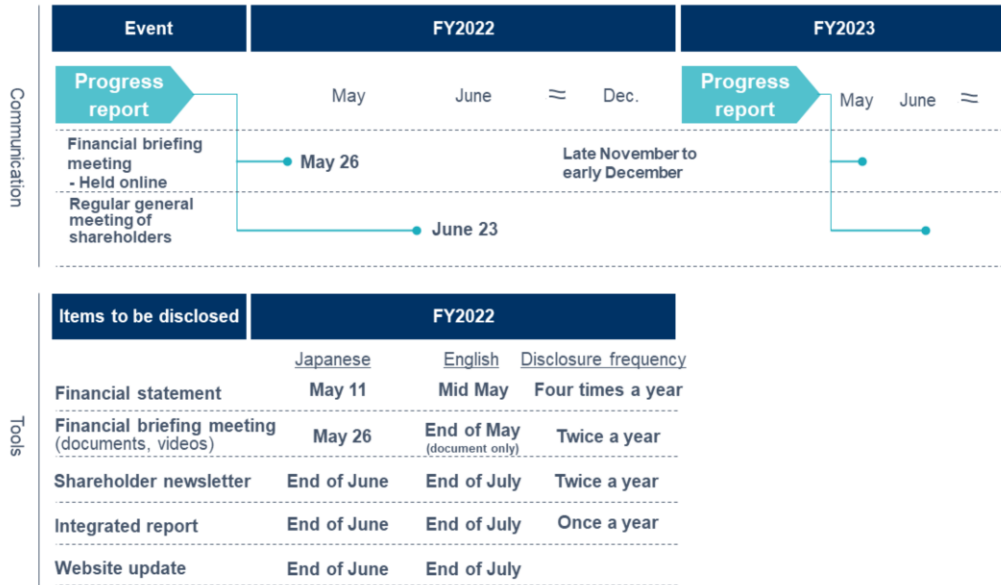 Event
FY2022
FY2023
Communication
Progress
report
May
June
≈
Dec.
Progress
report
May
June
≈
Financial briefing
meeting
- Held online
May 26
Late November to
early December
Regular general
meeting of
shareholders
June 23
Tools
Items to be disclosed
FY2022
Japanese
English
Disclosure frequency
Financial statement
May 11
Mid May
Four times a year
Financial briefing meeting
(documents, videos)
May 26
End of May
(document only)
Twice a year
Shareholder newsletter
End of June
End of July
Twice a year
Integrated report
End of June
End of July
Once a year
Website update
End of June
End of July